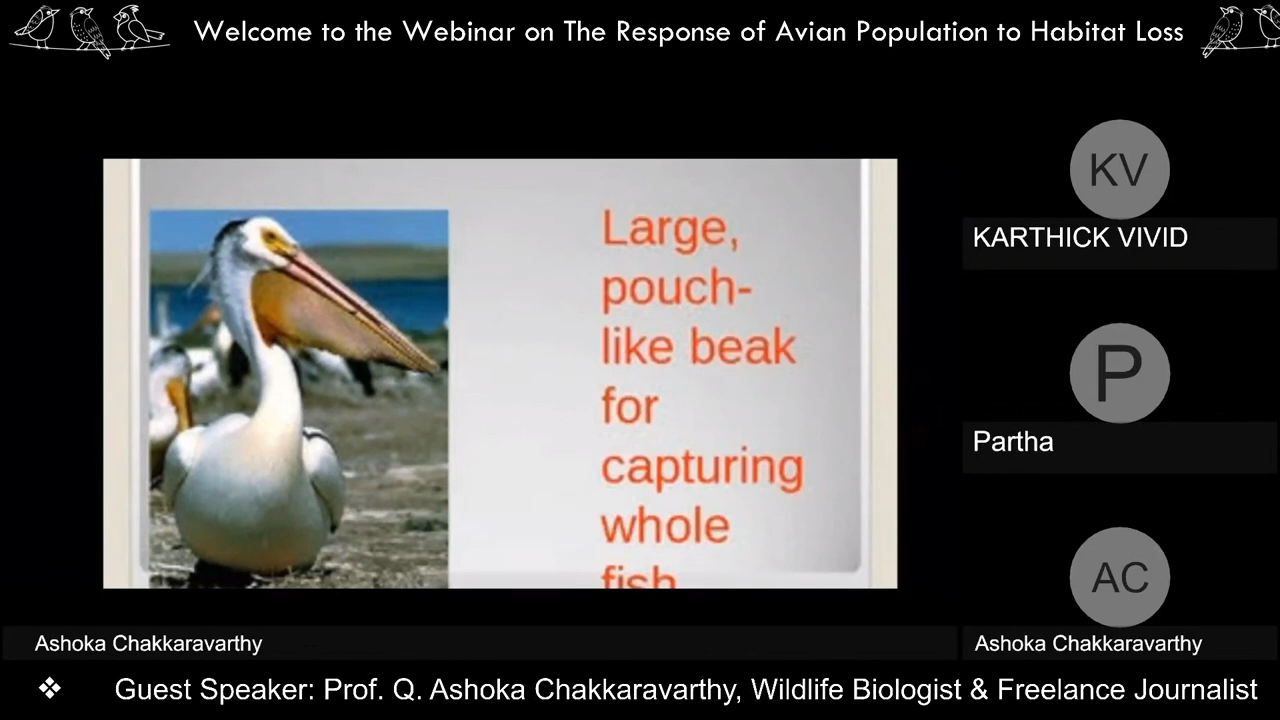 Welcome to the Webinar on The Response of Avian Population to Habitat Loss
Large,
pouch-
like beak
for
capturing
whole
fish
KV
KARTHICK VIVID
P
Partha
AC
Ashoka Chakkaravarthy
Ashoka Chakkaravarthy
❖ Guest Speaker: Prof. Q. Ashoka Chakkaravarthy, Wildlife Biologist & Freelance Journalist